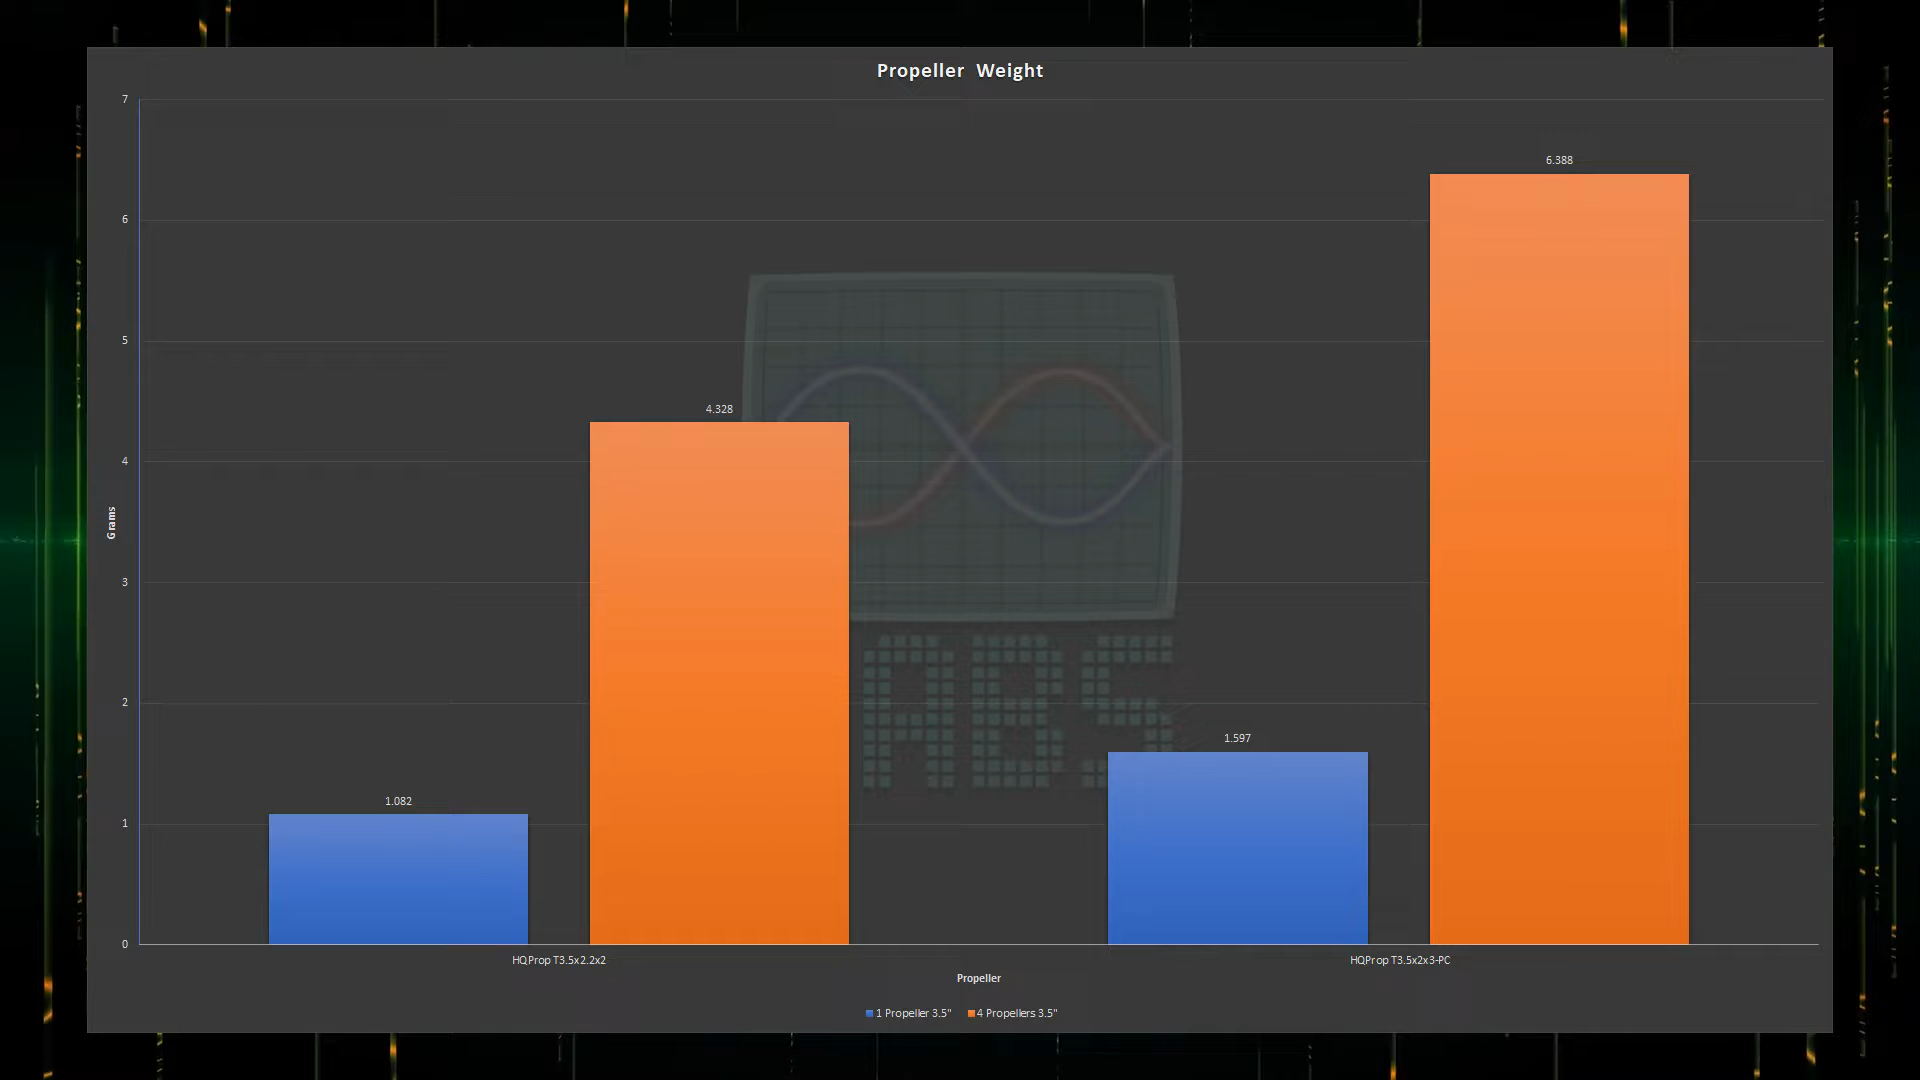 Propeller Weight
7
6.388
6
5
4.328
4
Grams
3
2
ABS
1.597
1.082
1
0
HQProp T3.5x2.2x2
HQProp T3.5x2x3-PC
Propeller
1 Propeller 3.5"
4 Propellers 3.5"